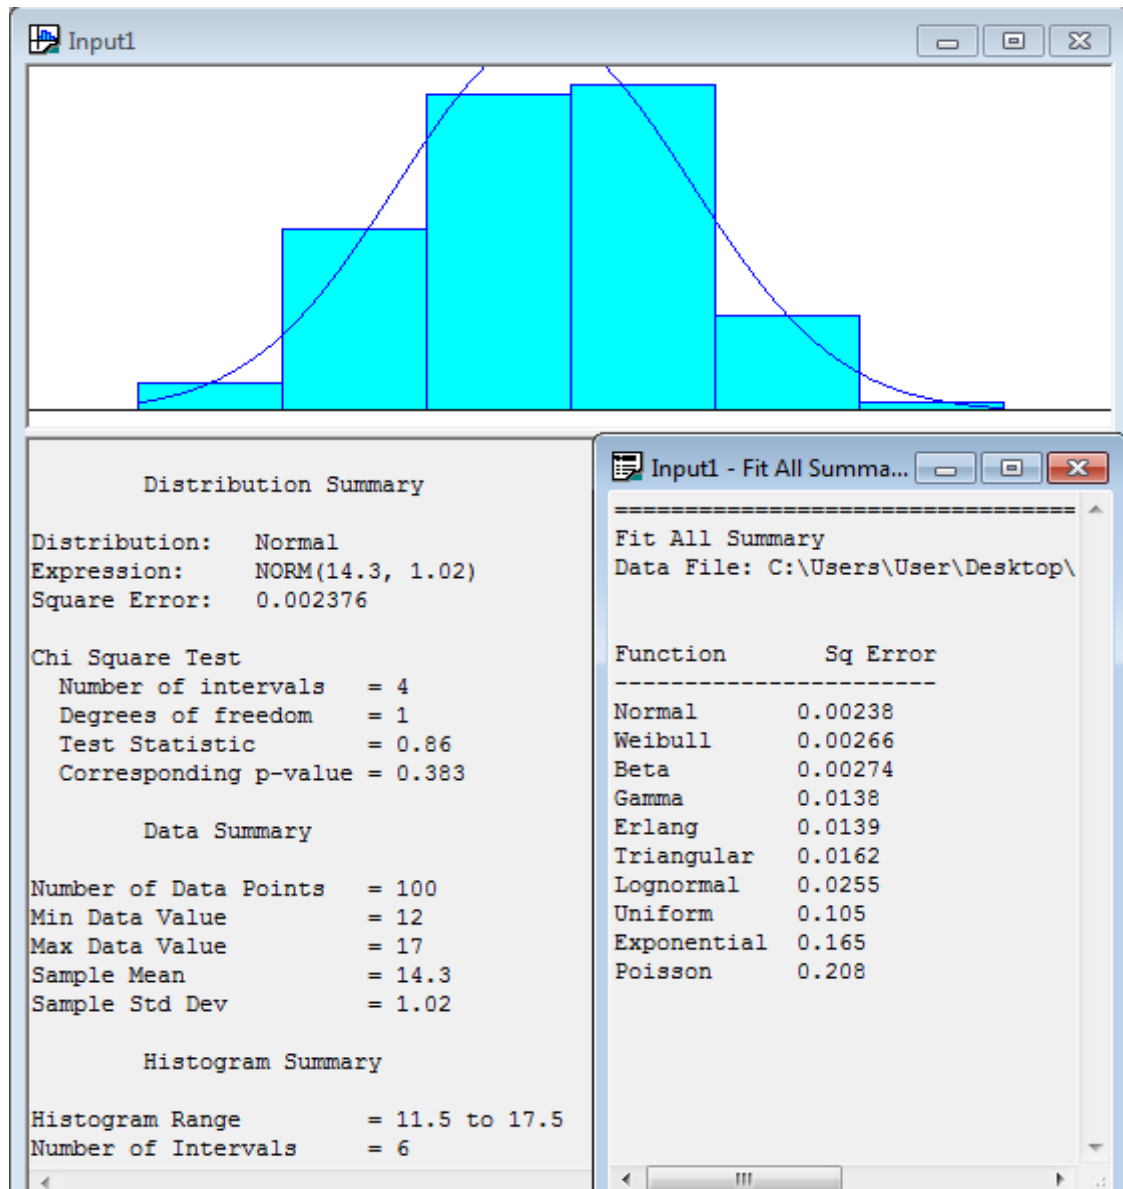 Input1
Distribution Summary
Distribution: Normal
Expression: NORM(14.3, 1.02)
Square Error: 0.002376
Chi Square Test
Number of intervals = 4
Degrees of freedom = 1
Test Statistic = 0.86
Corresponding p-value = 0.383
Data Summary
Number of Data Points = 100
Min Data Value = 12
Max Data Value = 17
Sample Mean = 14.3
Sample Std Dev = 1.02
Histogram Summary
Histogram Range = 11.5 to 17.5
Number of Intervals = 6
Input1 - Fit All Summa...
=================================
Fit All Summary
Data File: C:\Users\User\Desktop\
Function Sq Error
-----------------------
Normal 0.00238
Weibull 0.00266
Beta 0.00274
Gamma 0.0138
Erlang 0.0139
Triangular 0.0162
Lognormal 0.0255
Uniform 0.105
Exponential 0.165
Poisson 0.208